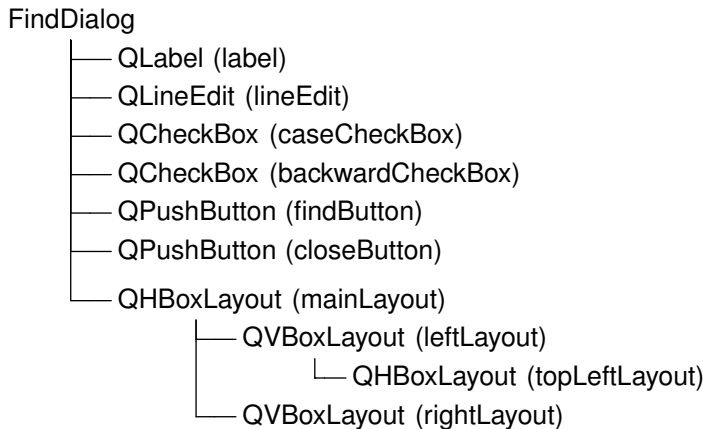 FindDialog
QLabel (label)
QLineEdit (lineEdit)
QCheckBox (caseCheckBox)
QCheckBox (backwardCheckBox)
QPushButton (findButton)
QPushButton (closeButton)
QHBoxLayout (mainLayout)
QVBoxLayout (leftLayout)
QHBoxLayout (topLeftLayout)
QVBoxLayout (rightLayout)